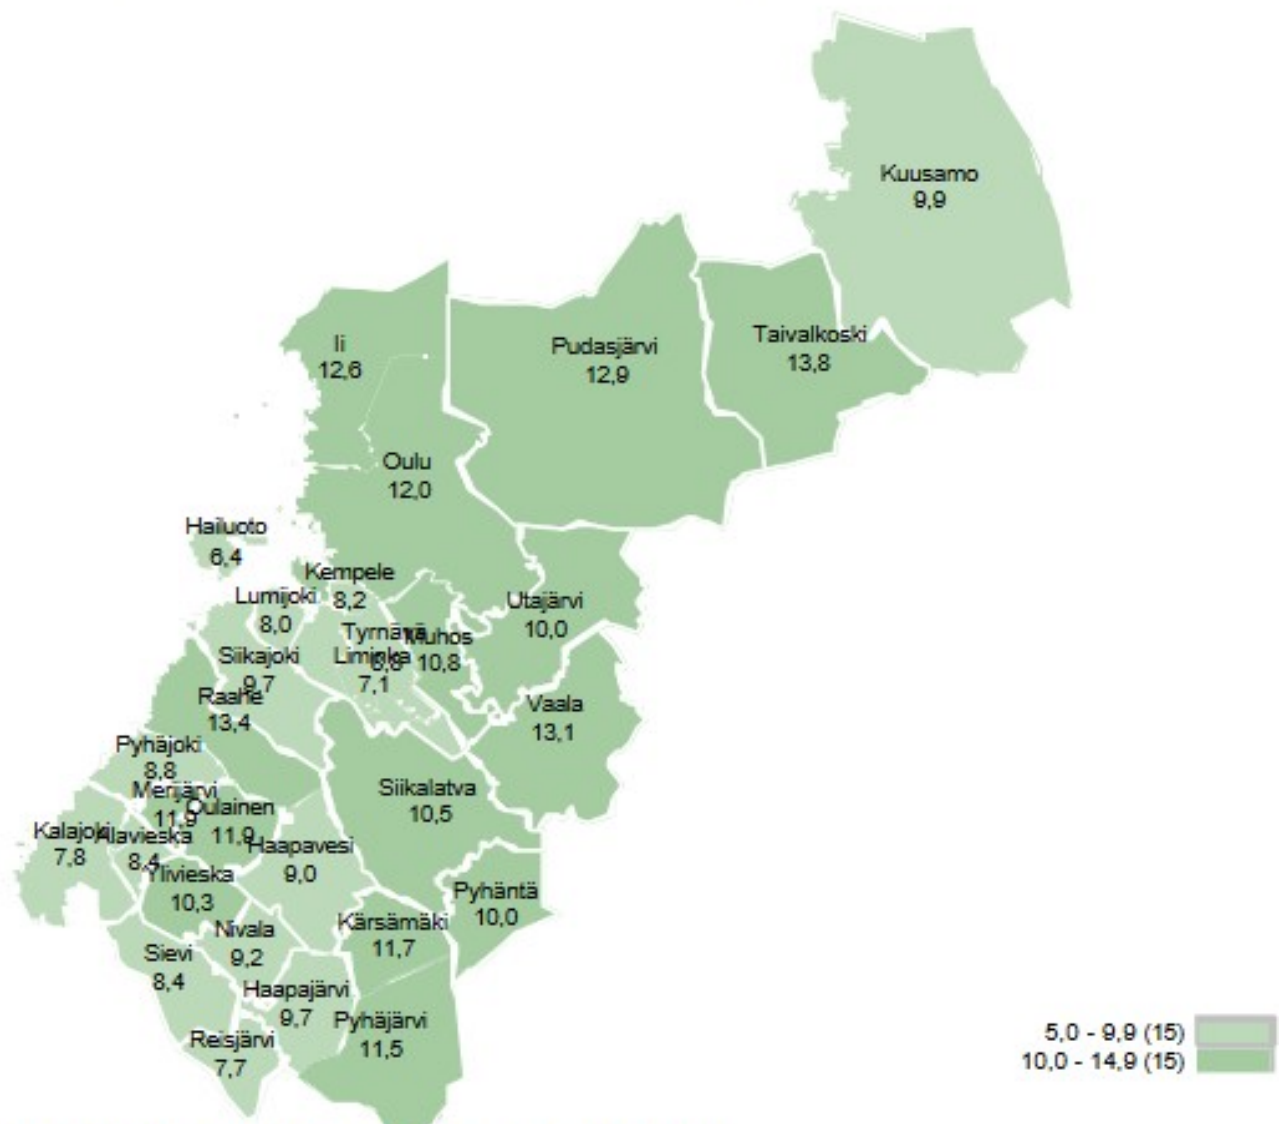 Kuusamo
9,9
Taivalkoski
13,8
Pudasjärvi
12,9
Ii
12,6
Oulu
12,0
Hailuoto
6,4
Kempele
8,2
Lumijoki
8,0
Utajärvi
10,0
Tyrnävä
Muhos
10,8
Liminka
7,1
Siikajoki
9,7
Raahe
13,4
Vaala
13,1
Pyhäjoki
8,8
Siikalatva
10,5
Merijärvi
11,9
Oulainen
11,9
Kalajoki
7,8
Alavieska
8,4
Haapavesi
9,0
Ylivieska
10,3
Pyhäntä
10,0
Kärsämäki
11,7
Nivala
9,2
Sievi
8,4
Haapajärvi
9,7
Pyhäjärvi
11,5
Reisjärvi
7,7
5,0 - 9,9 (15)
10,0 - 14,9 (15)